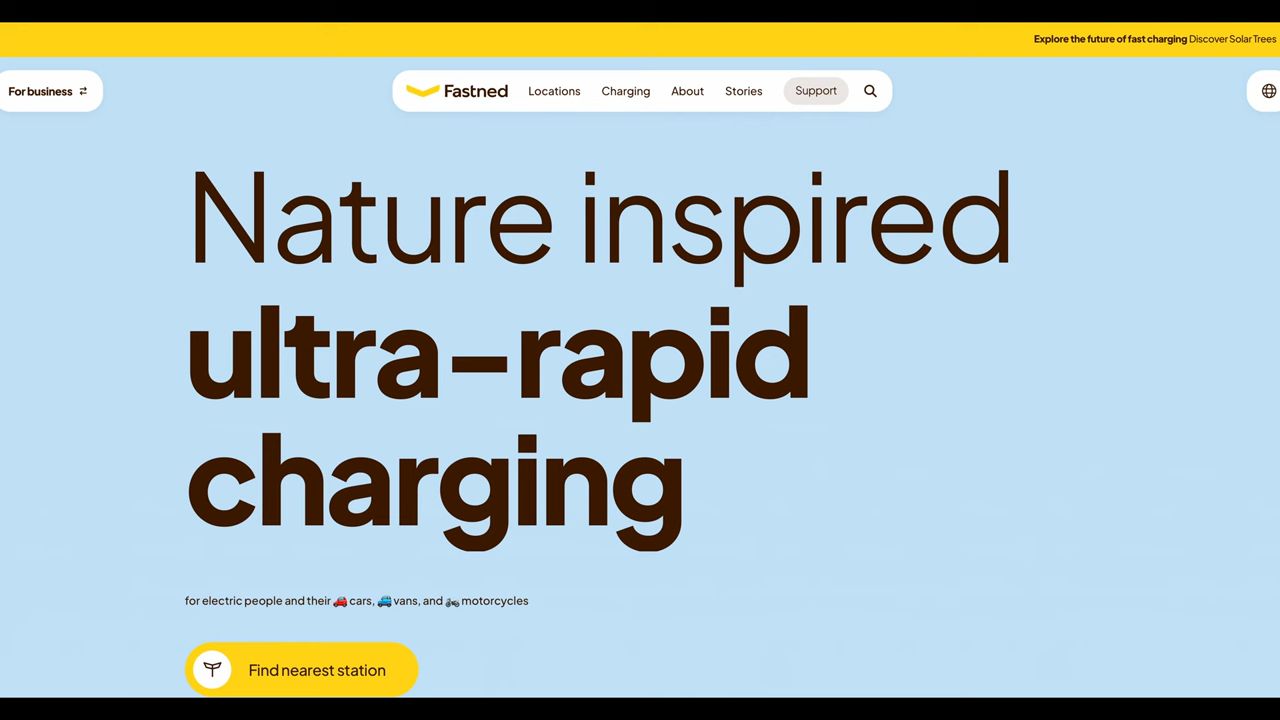 Explore the future of fast charging Discover Solar Trees
For business
Fastned Locations Charging About Stories Support
Nature inspired
ultra-rapid
charging
for electric people and their 🚗 cars, 🚙 vans, and 🏍️ motorcycles
Find nearest station